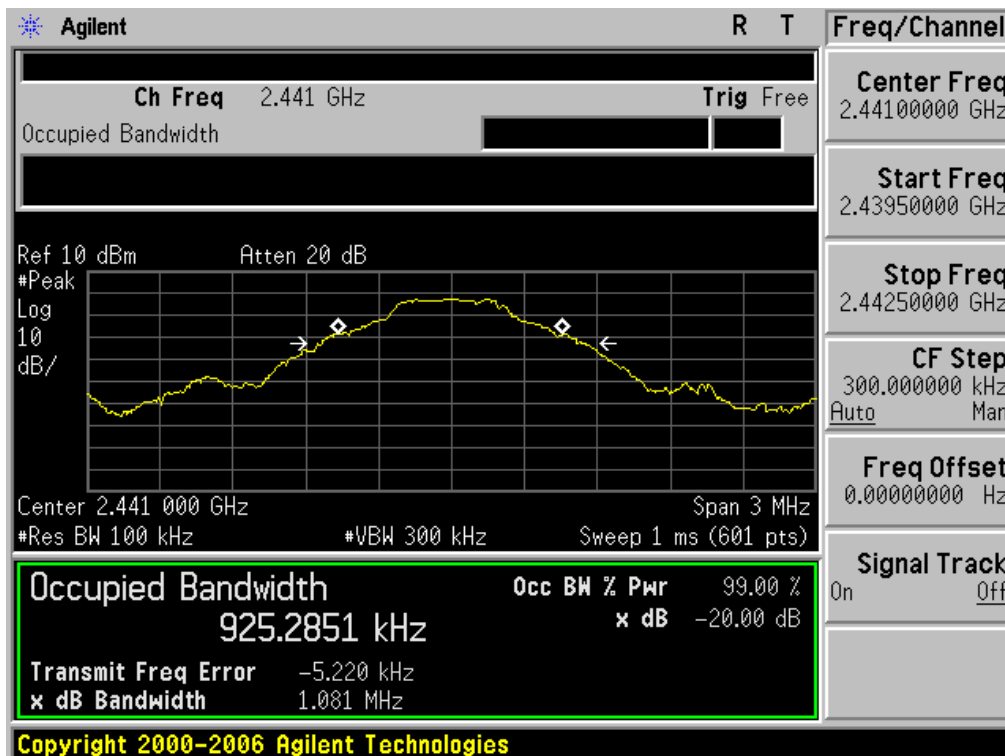 Agilent R T Freq/Channel
Ch Freq 2.441 GHz Trig Free
Occupied Bandwidth
Center Freq
2.44100000 GHz
Start Freq
2.43950000 GHz
Stop Freq
2.44250000 GHz
CF Step
300.000000 kHz
Auto Man
Freq Offset
0.00000000 Hz
Signal Track
On Off
Ref 10 dBm Atten 20 dB
#Peak
Log
10
dB/
Center 2.441 000 GHz Span 3 MHz
#Res BW 100 kHz #VBW 300 kHz Sweep 1 ms (601 pts)
Occupied Bandwidth Occ BW % Pwr 99.00 %
925.2851 kHz x dB -20.00 dB
Transmit Freq Error -5.220 kHz
x dB Bandwidth 1.081 MHz
Copyright 2000-2006 Agilent Technologies